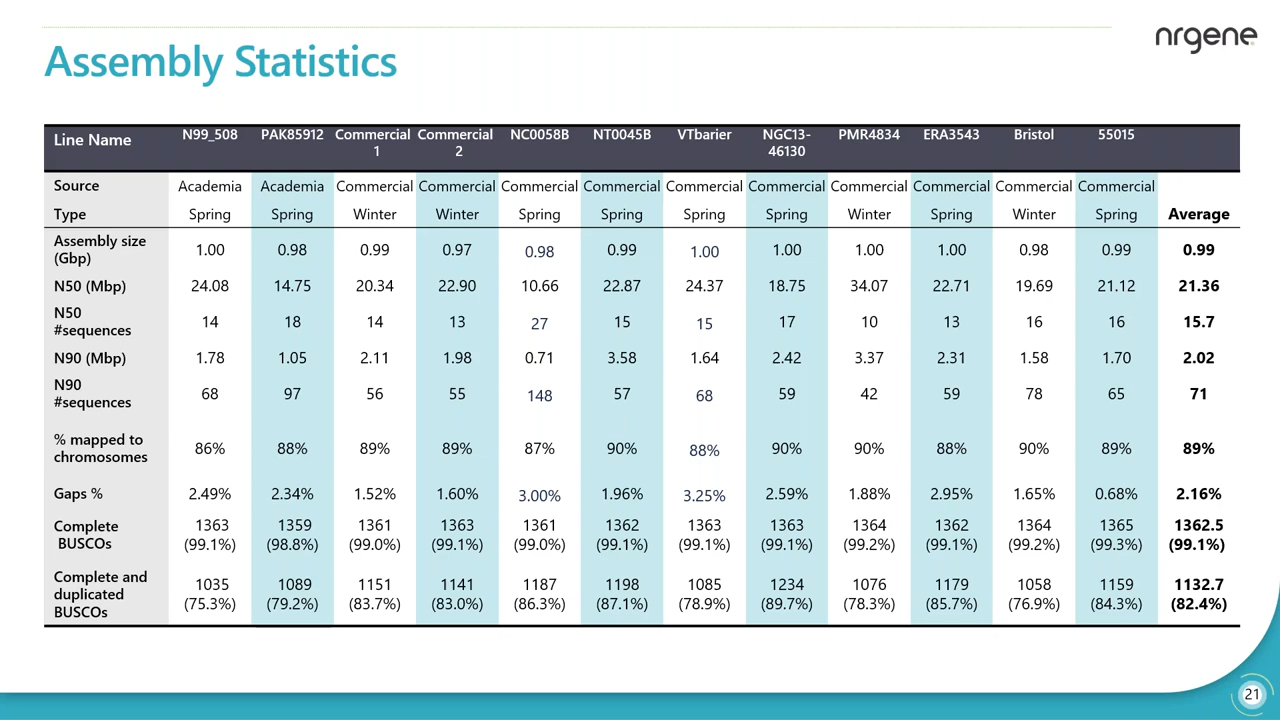 nrgene
Assembly Statistics
Line Name N99_508 PAK85912 Commercial 1 Commercial 2 NC0058B NT0045B VTbarier NGC13-46130 PMR4834 ERA3543 Bristol 55015
Source Academia Academia Commercial Commercial Commercial Commercial Commercial Commercial Commercial Commercial Commercial Commercial
Type Spring Spring Winter Winter Spring Spring Spring Spring Winter Spring Winter Spring Average
Assembly size (Gbp) 1.00 0.98 0.99 0.97 0.98 0.99 1.00 1.00 1.00 1.00 0.98 0.99 0.99
N50 (Mbp) 24.08 14.75 20.34 22.90 10.66 22.87 24.37 18.75 34.07 22.71 19.69 21.12 21.36
N50 #sequences 14 18 14 13 27 15 15 17 10 13 16 16 15.7
N90 (Mbp) 1.78 1.05 2.11 1.98 0.71 3.58 1.64 2.42 3.37 2.31 1.58 1.70 2.02
N90 #sequences 68 97 56 55 148 57 68 59 42 59 78 65 71
% mapped to chromosomes 86% 88% 89% 89% 87% 90% 88% 90% 90% 88% 90% 89% 89%
Gaps % 2.49% 2.34% 1.52% 1.60% 3.00% 1.96% 3.25% 2.59% 1.88% 2.95% 1.65% 0.68% 2.16%
Complete BUSCOs 1363 (99.1%) 1359 (98.8%) 1361 (99.0%) 1363 (99.1%) 1361 (99.0%) 1362 (99.1%) 1363 (99.1%) 1363 (99.1%) 1364 (99.2%) 1362 (99.1%) 1364 (99.2%) 1365 (99.3%) 1362.5 (99.1%)
Complete and duplicated BUSCOs 1035 (75.3%) 1089 (79.2%) 1151 (83.7%) 1141 (83.0%) 1187 (86.3%) 1198 (87.1%) 1085 (78.9%) 1234 (89.7%) 1076 (78.3%) 1179 (85.7%) 1058 (76.9%) 1159 (84.3%) 1132.7 (82.4%)
21